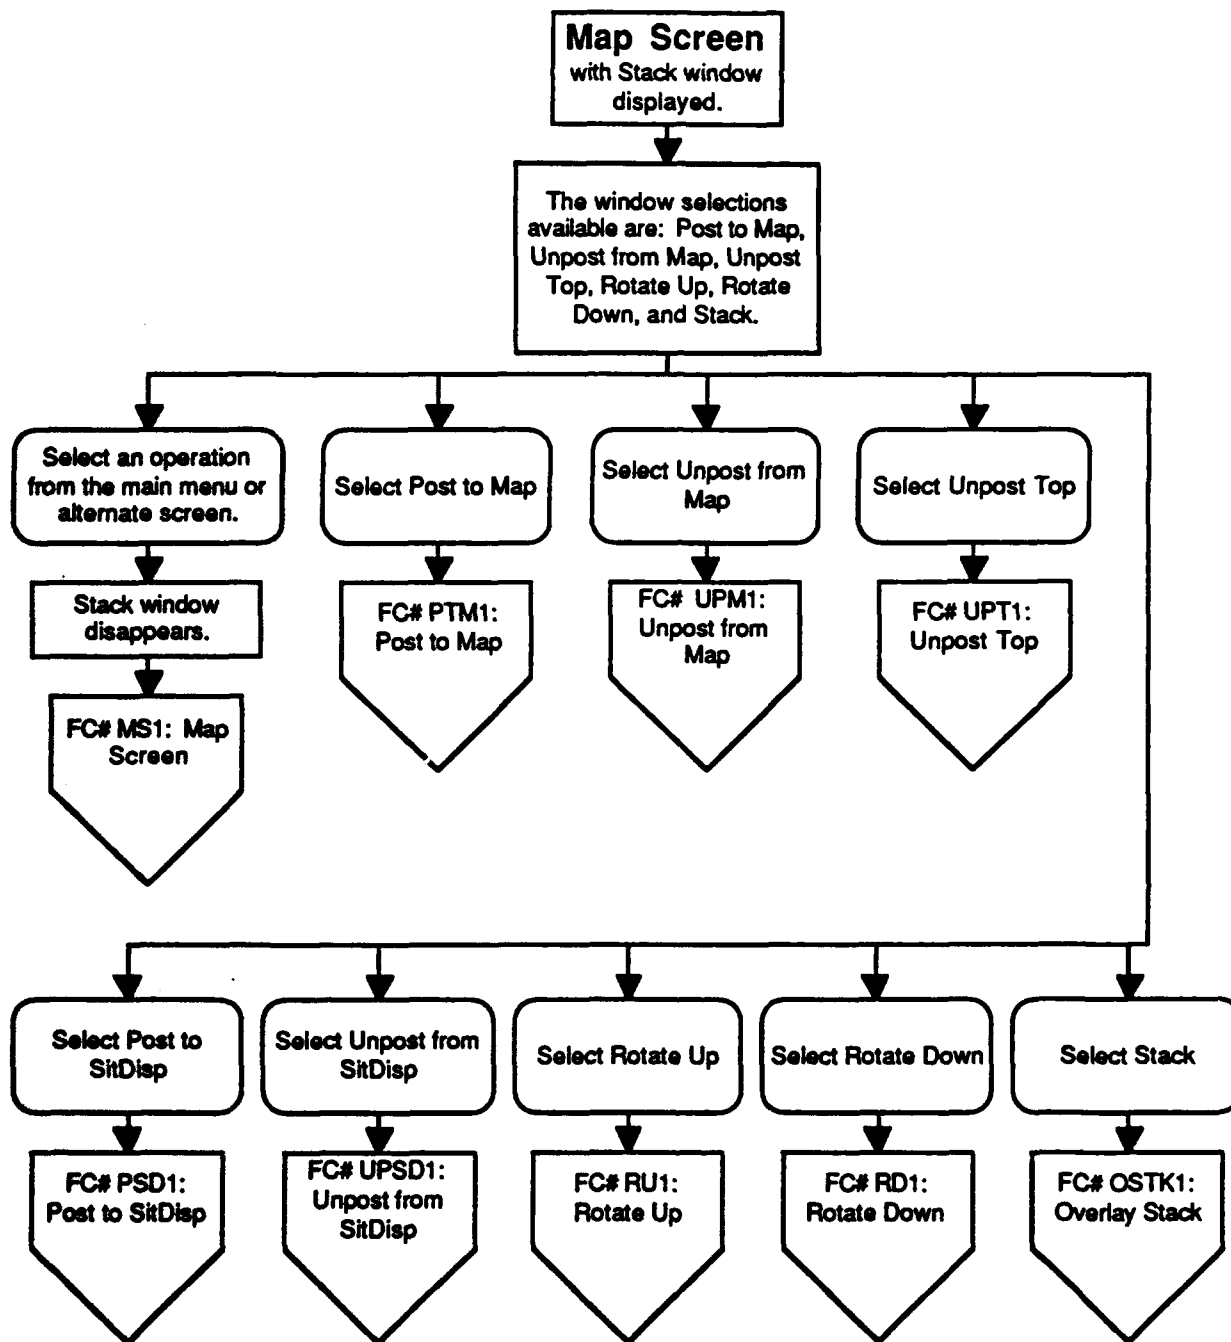 Map Screen
with Stack window
displayed.
The window selections
available are: Post to Map,
Unpost from Map, Unpost
Top, Rotate Up, Rotate
Down, and Stack.
Select an operation
from the main menu or
alternate screen.
Select Post to Map
Select Unpost from
Map
Select Unpost Top
Stack window
disappears.
FC# PTM1:
Post to Map
FC# UPM1:
Unpost from
Map
FC# UPT1:
Unpost Top
FC# MS1: Map
Screen
Select Post to
SitDisp
Select Unpost from
SitDisp
Select Rotate Up
Select Rotate Down
Select Stack
FC# PSD1:
Post to SitDisp
FC# UPSD1:
Unpost from
SitDisp
FC# RU1:
Rotate Up
FC# RD1:
Rotate Down
FC# OSTK1:
Overlay Stack